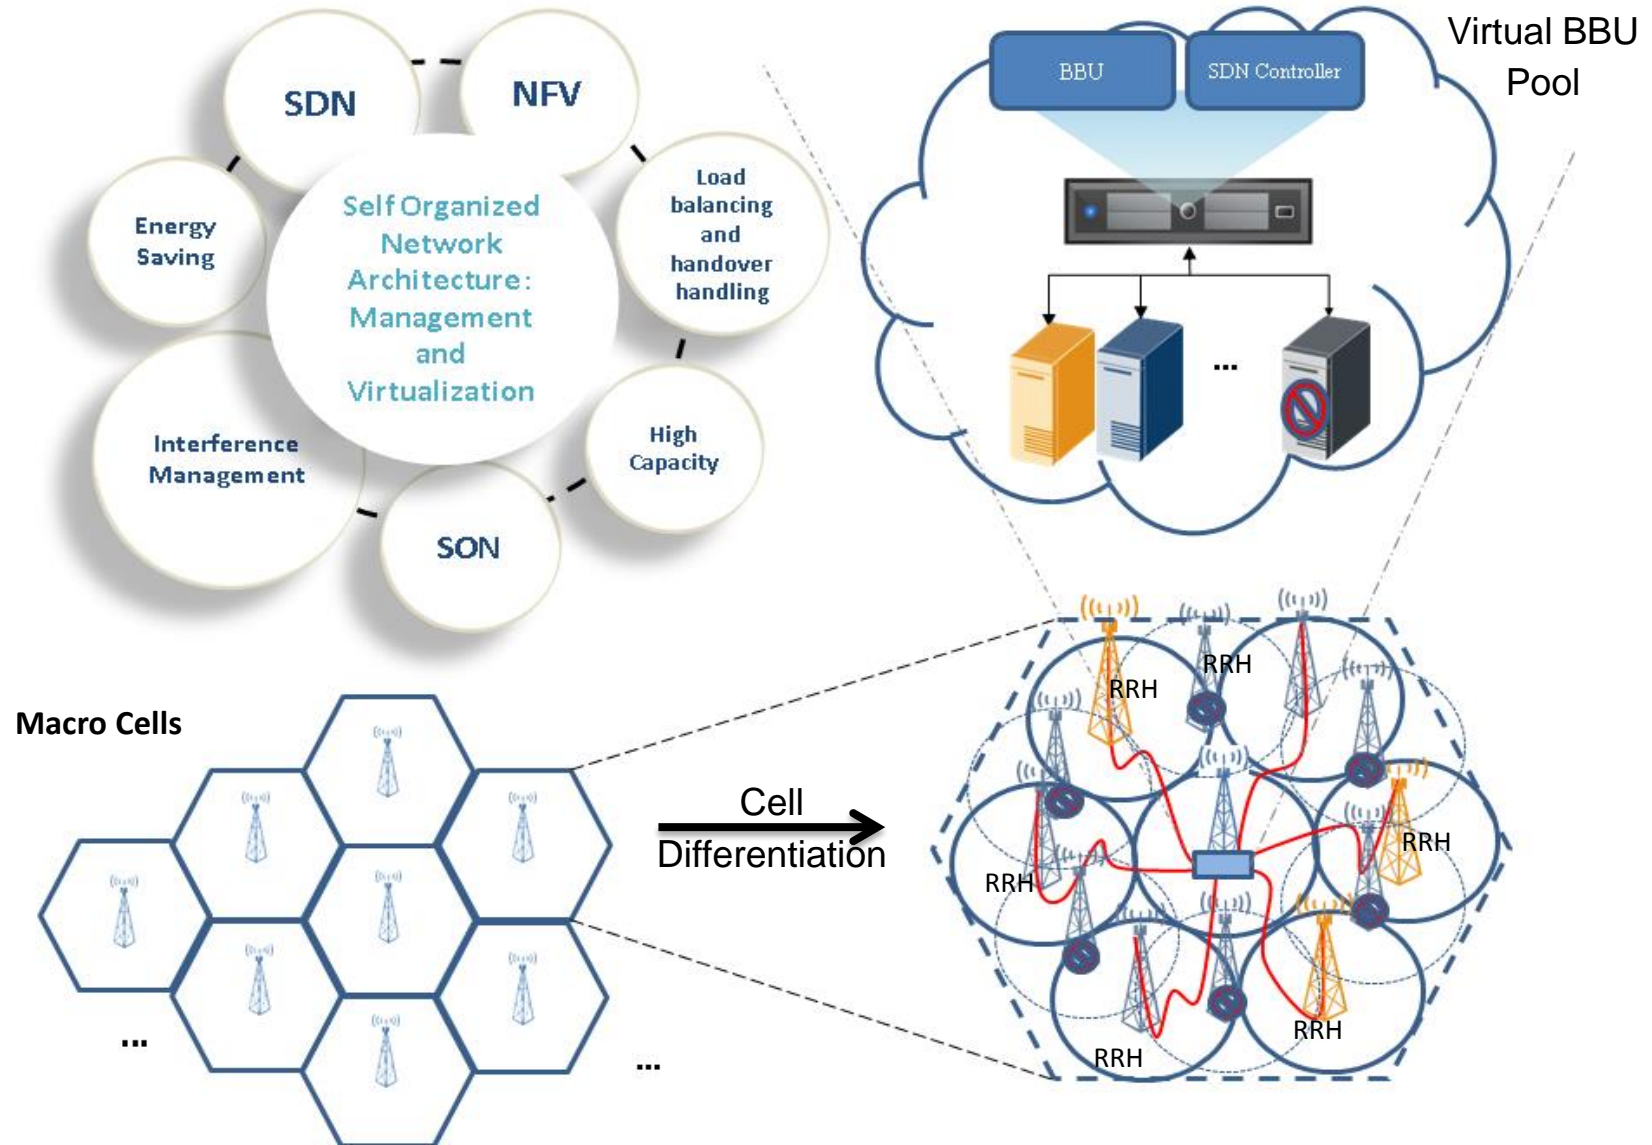 SDN
NFV
Energy
Saving
Self Organized
Network
Architecture:
Management
and
Virtualization
Load
balancing
and
handover
handling
Interference
Management
High
Capacity
SON
Virtual BBU
Pool
BBU
SDN Controller
...
Macro Cells
...
...
Cell
Differentiation
RRH
RRH
RRH
RRH
RRH
RRH